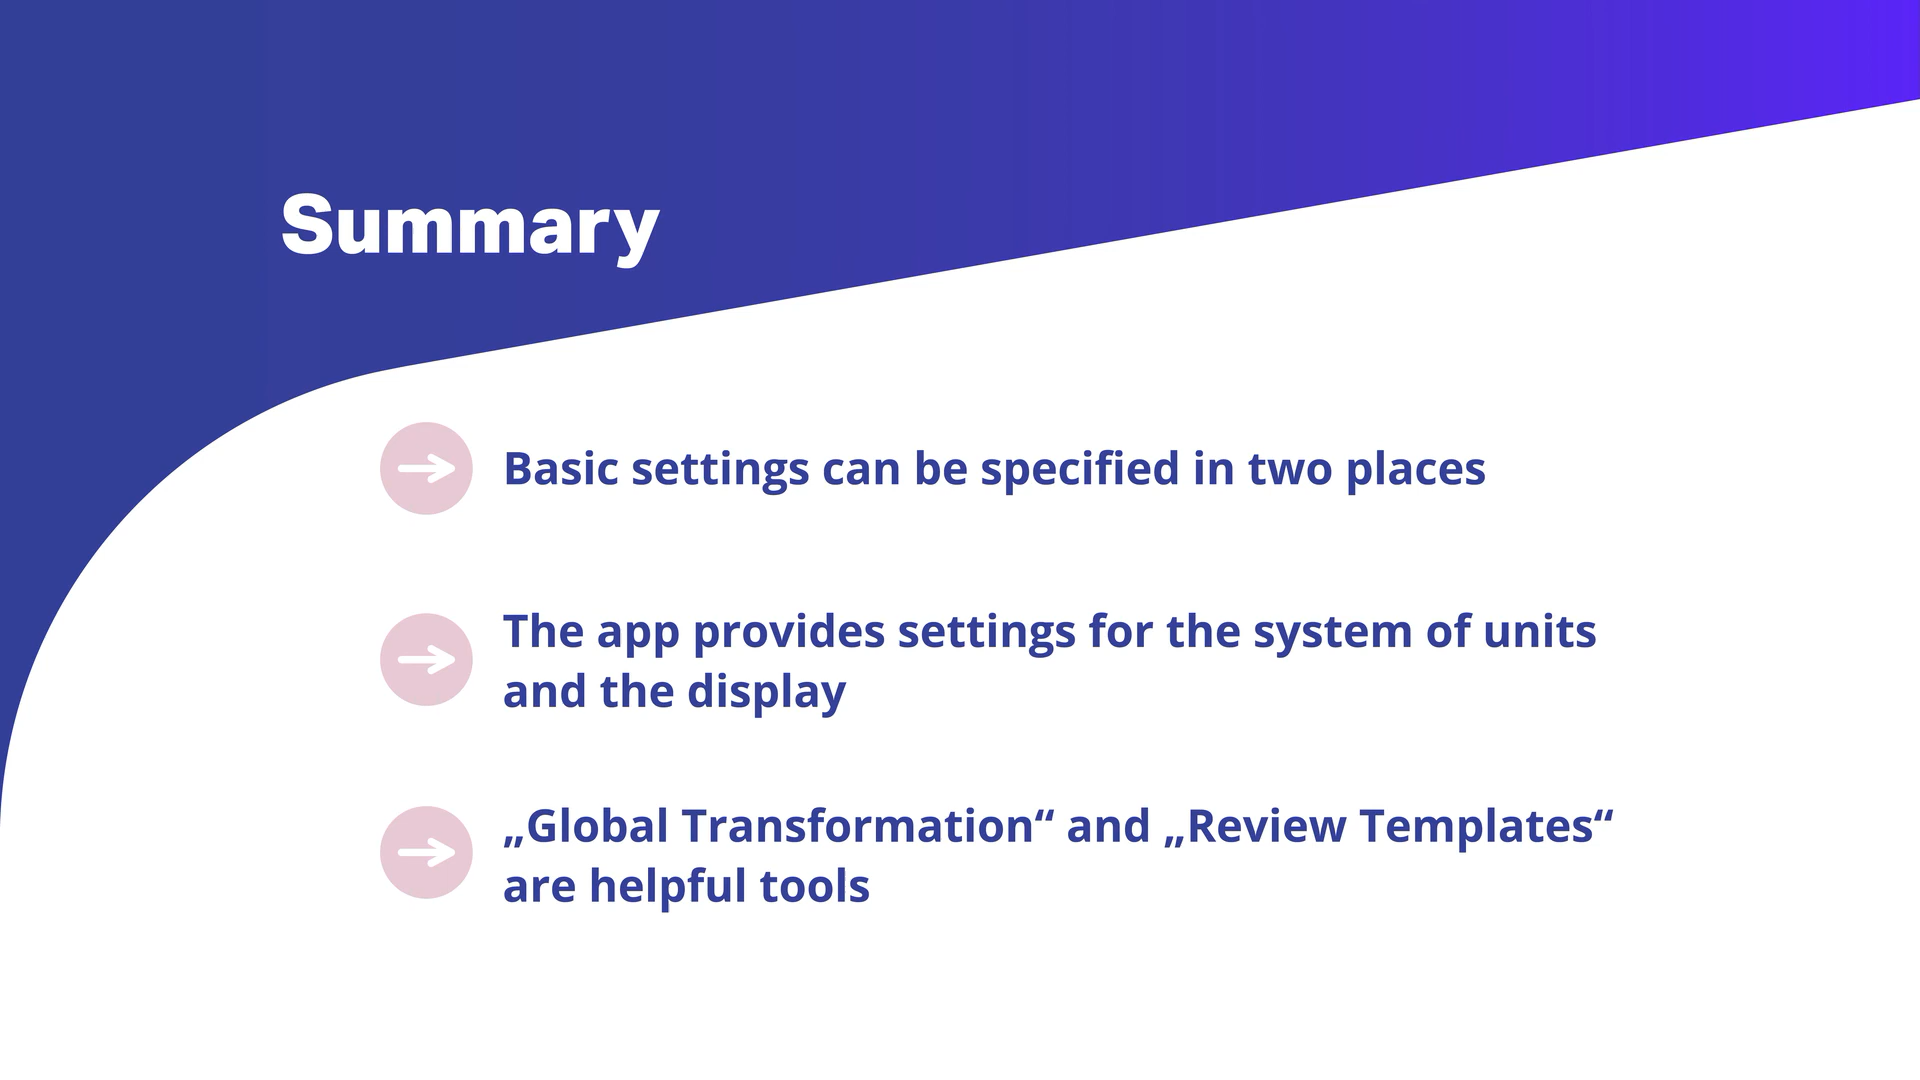 Summary
Basic settings can be specified in two places
The app provides settings for the system of units
and the display
„Global Transformation“ and „Review Templates“
are helpful tools